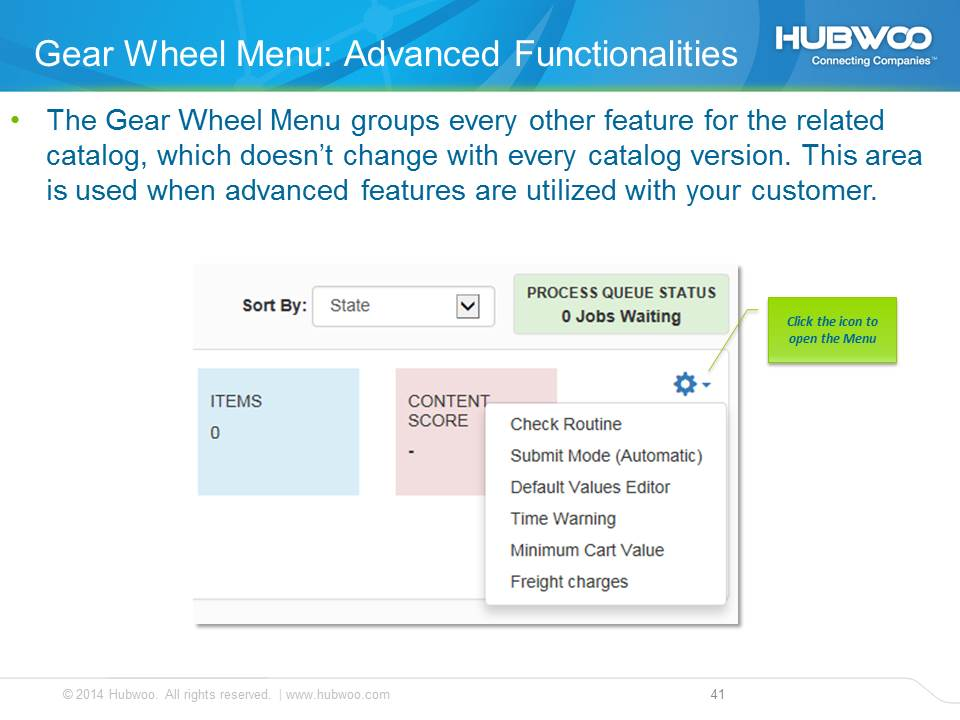 Gear Wheel Menu: Advanced Functionalities
HUBWOO
Connecting Companies™
• The Gear Wheel Menu groups every other feature for the related
catalog, which doesn’t change with every catalog version. This area
is used when advanced features are utilized with your customer.
Sort By: State
PROCESS QUEUE STATUS
0 Jobs Waiting
Click the icon to
open the Menu
ITEMS
0
CONTENT
SCORE
-
Check Routine
Submit Mode (Automatic)
Default Values Editor
Time Warning
Minimum Cart Value
Freight charges
© 2014 Hubwoo. All rights reserved. | www.hubwoo.com
41